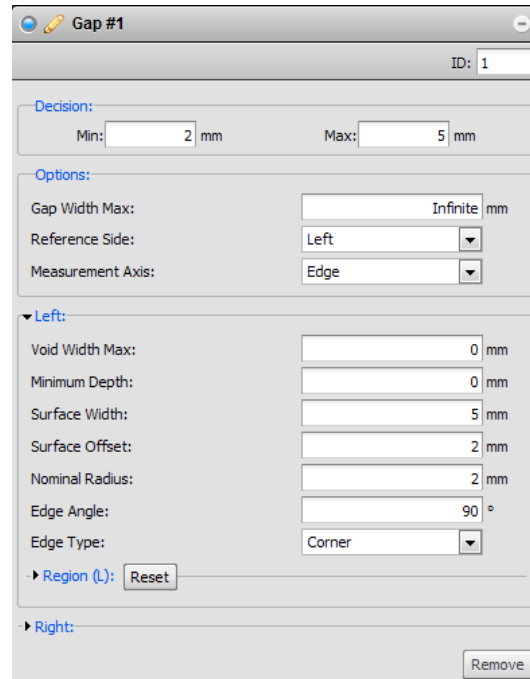 Gap #1
ID: 1
Decision:
Min: 2 mm Max: 5 mm
Options:
Gap Width Max: Infinite mm
Reference Side: Left
Measurement Axis: Edge
Left:
Void Width Max: 0 mm
Minimum Depth: 0 mm
Surface Width: 5 mm
Surface Offset: 2 mm
Nominal Radius: 2 mm
Edge Angle: 90 °
Edge Type: Corner
Region (L): Reset
Right:
Remove